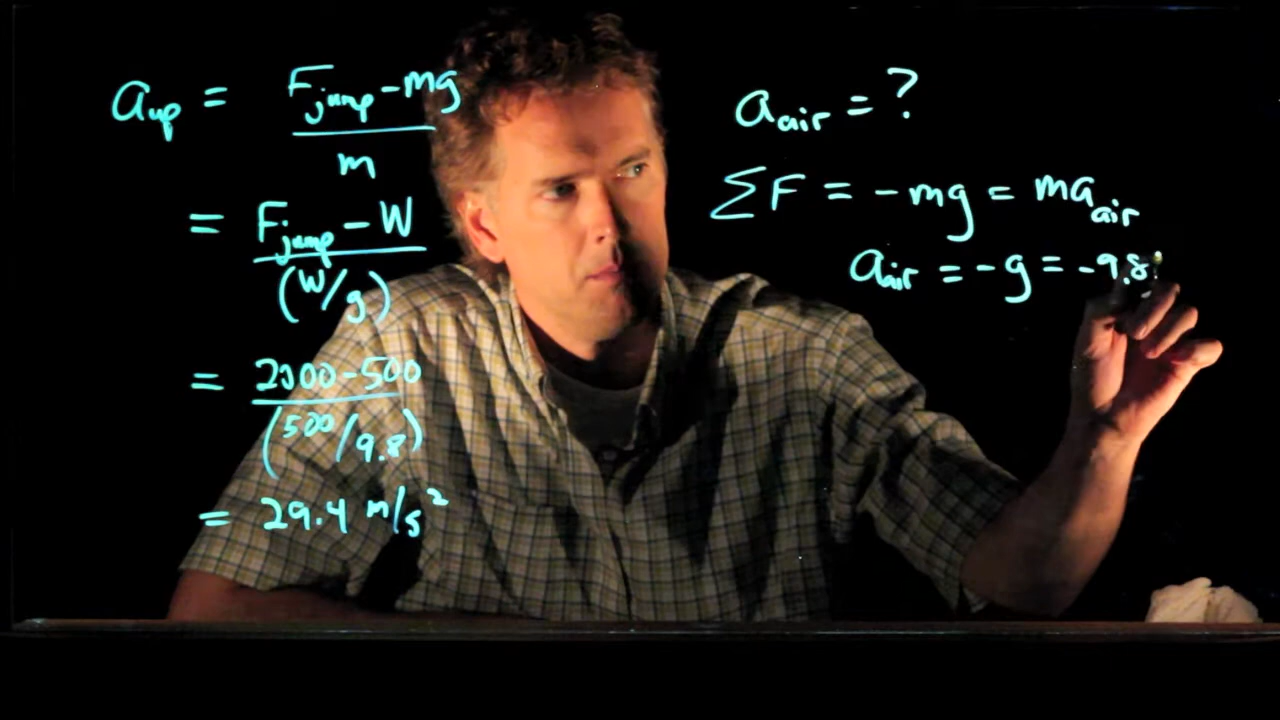 a_up = (F_jump - mg) / m
= (F_jump - W) / (W/g)
= (2000 - 500) / (500/9.8)
= 29.4 m/s²
a_air = ?
ΣF = -mg = ma_air
a_air = -g = -9.8